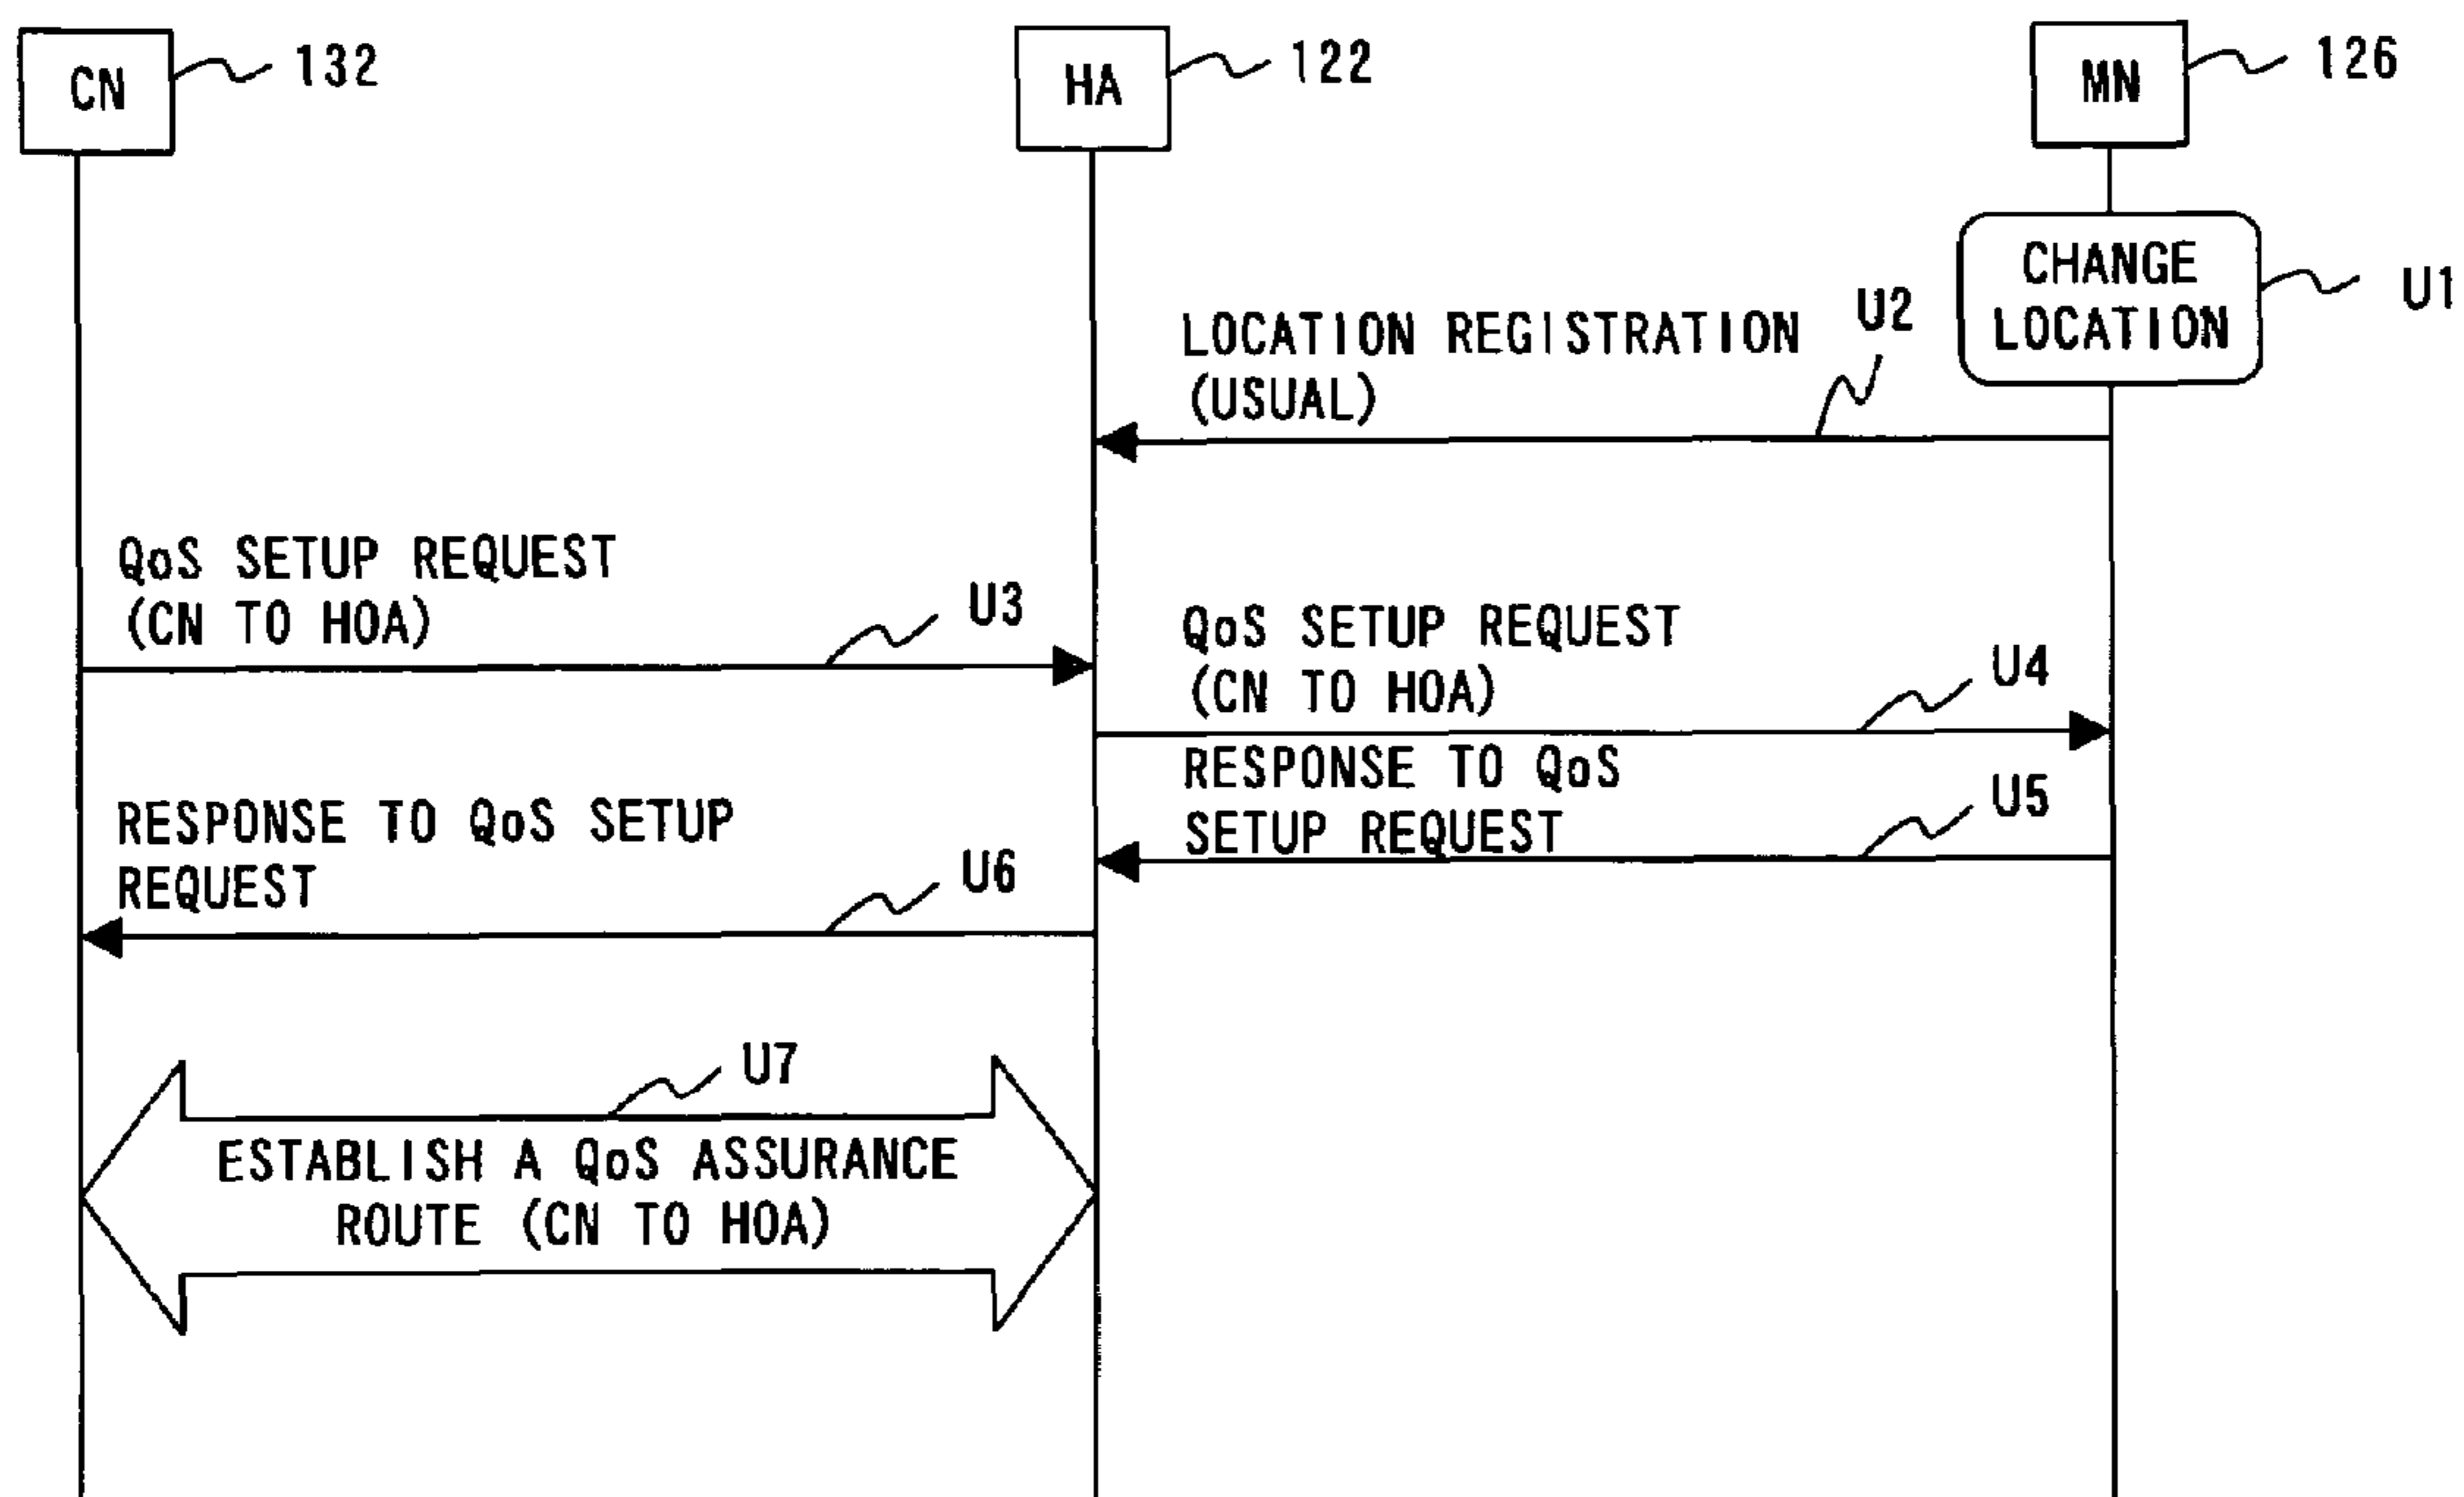 CN
132
HA
122
MN
126
CHANGE
LOCATION
U1
LOCATION REGISTRATION
(USUAL)
U2
QoS SETUP REQUEST
(CN TO HOA)
U3
QoS SETUP REQUEST
(CN TO HOA)
U4
RESPONSE TO QoS
SETUP REQUEST
U5
RESPONSE TO QoS SETUP
REQUEST
U6
U7
ESTABLISH A QoS ASSURANCE
ROUTE (CN TO HOA)